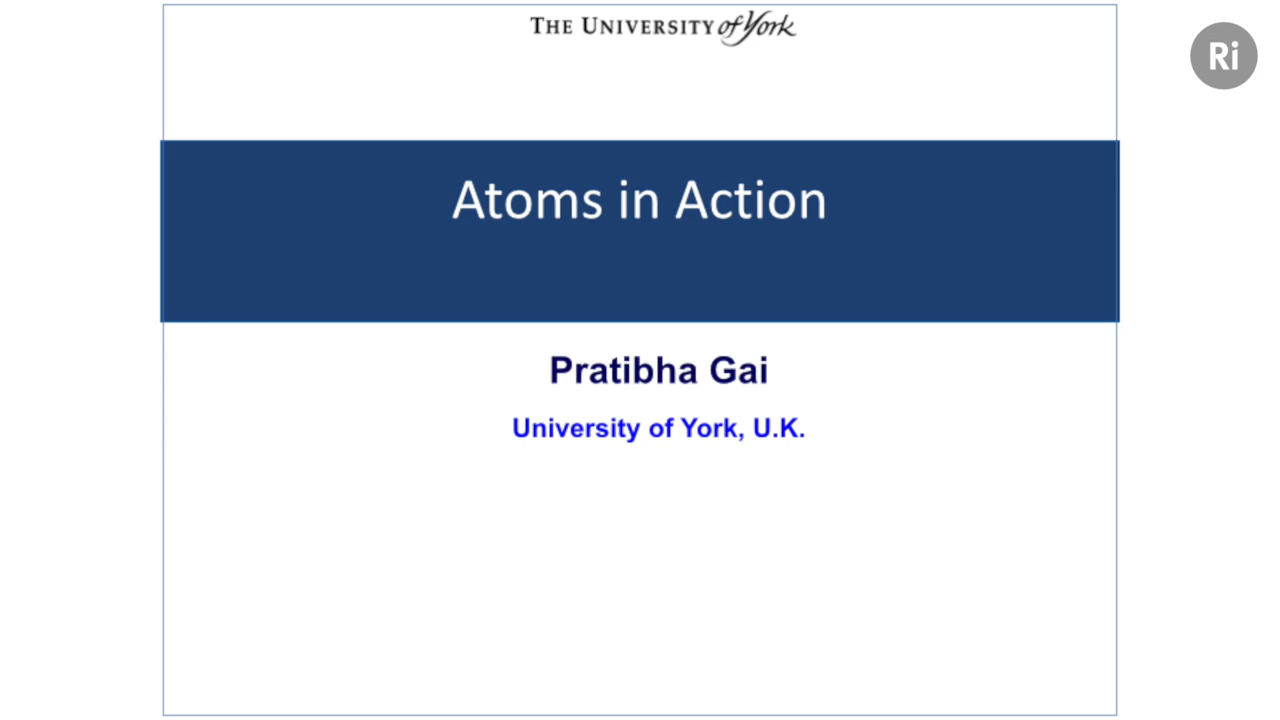 THE UNIVERSITY of York
Ri
Atoms in Action
Pratibha Gai
University of York, U.K.